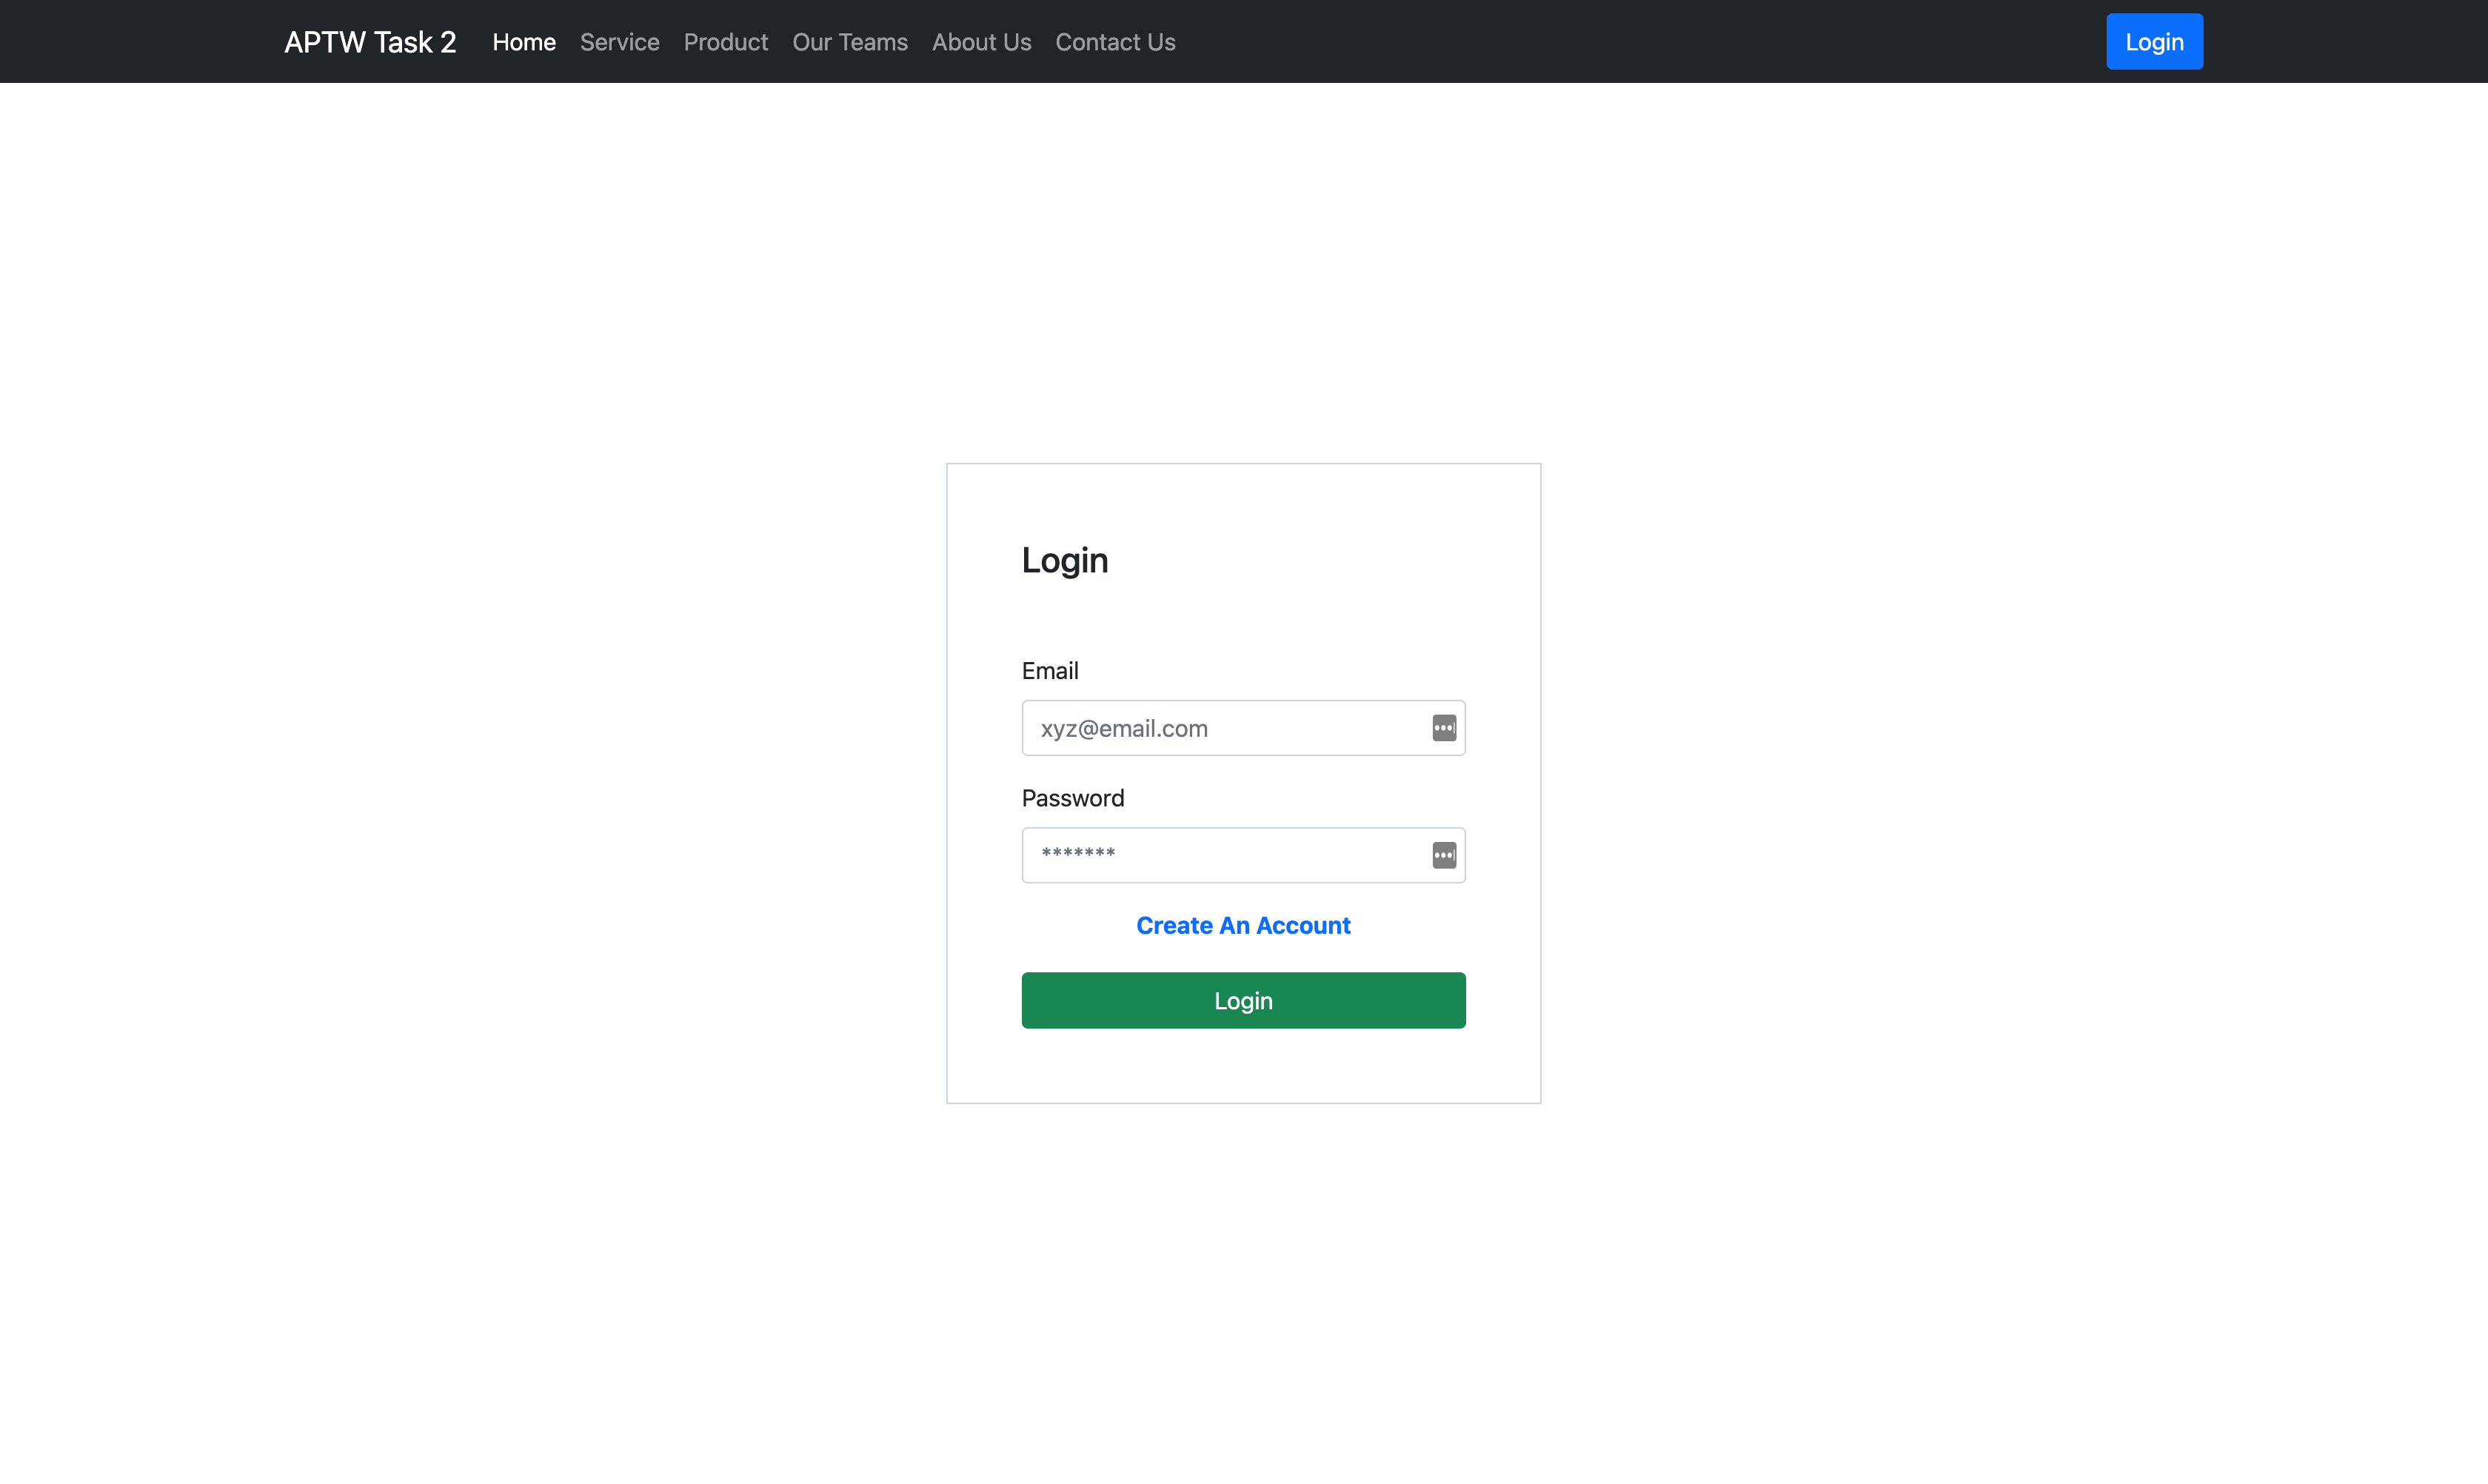 APTW Task 2 Home Service Product Our Teams About Us Contact Us Login
Login
Email
xyz@email.com
Password
*******
Create An Account
Login